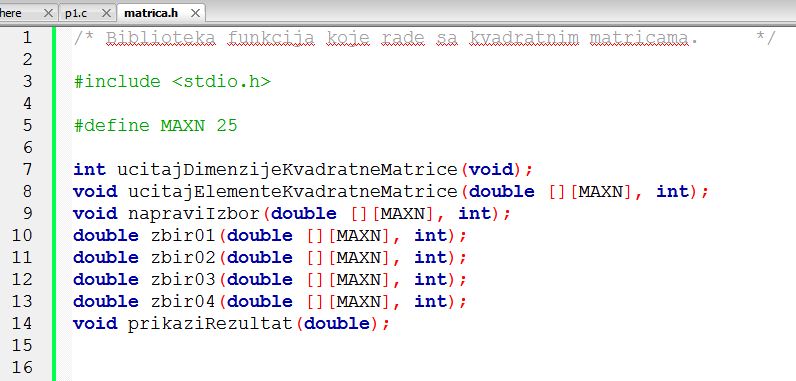 here p1.c matrica.h
1 /* Biblioteka funkcija koje rade sa kvadratnim matricama. */
2
3 #include <stdio.h>
4
5 #define MAXN 25
6
7 int ucitajDimenzijeKvadratneMatrice(void);
8 void ucitajElementeKvadratneMatrice(double [][MAXN], int);
9 void napraviIzbor(double [][MAXN], int);
10 double zbir01(double [][MAXN], int);
11 double zbir02(double [][MAXN], int);
12 double zbir03(double [][MAXN], int);
13 double zbir04(double [][MAXN], int);
14 void prikaziRezultat(double);
15
16